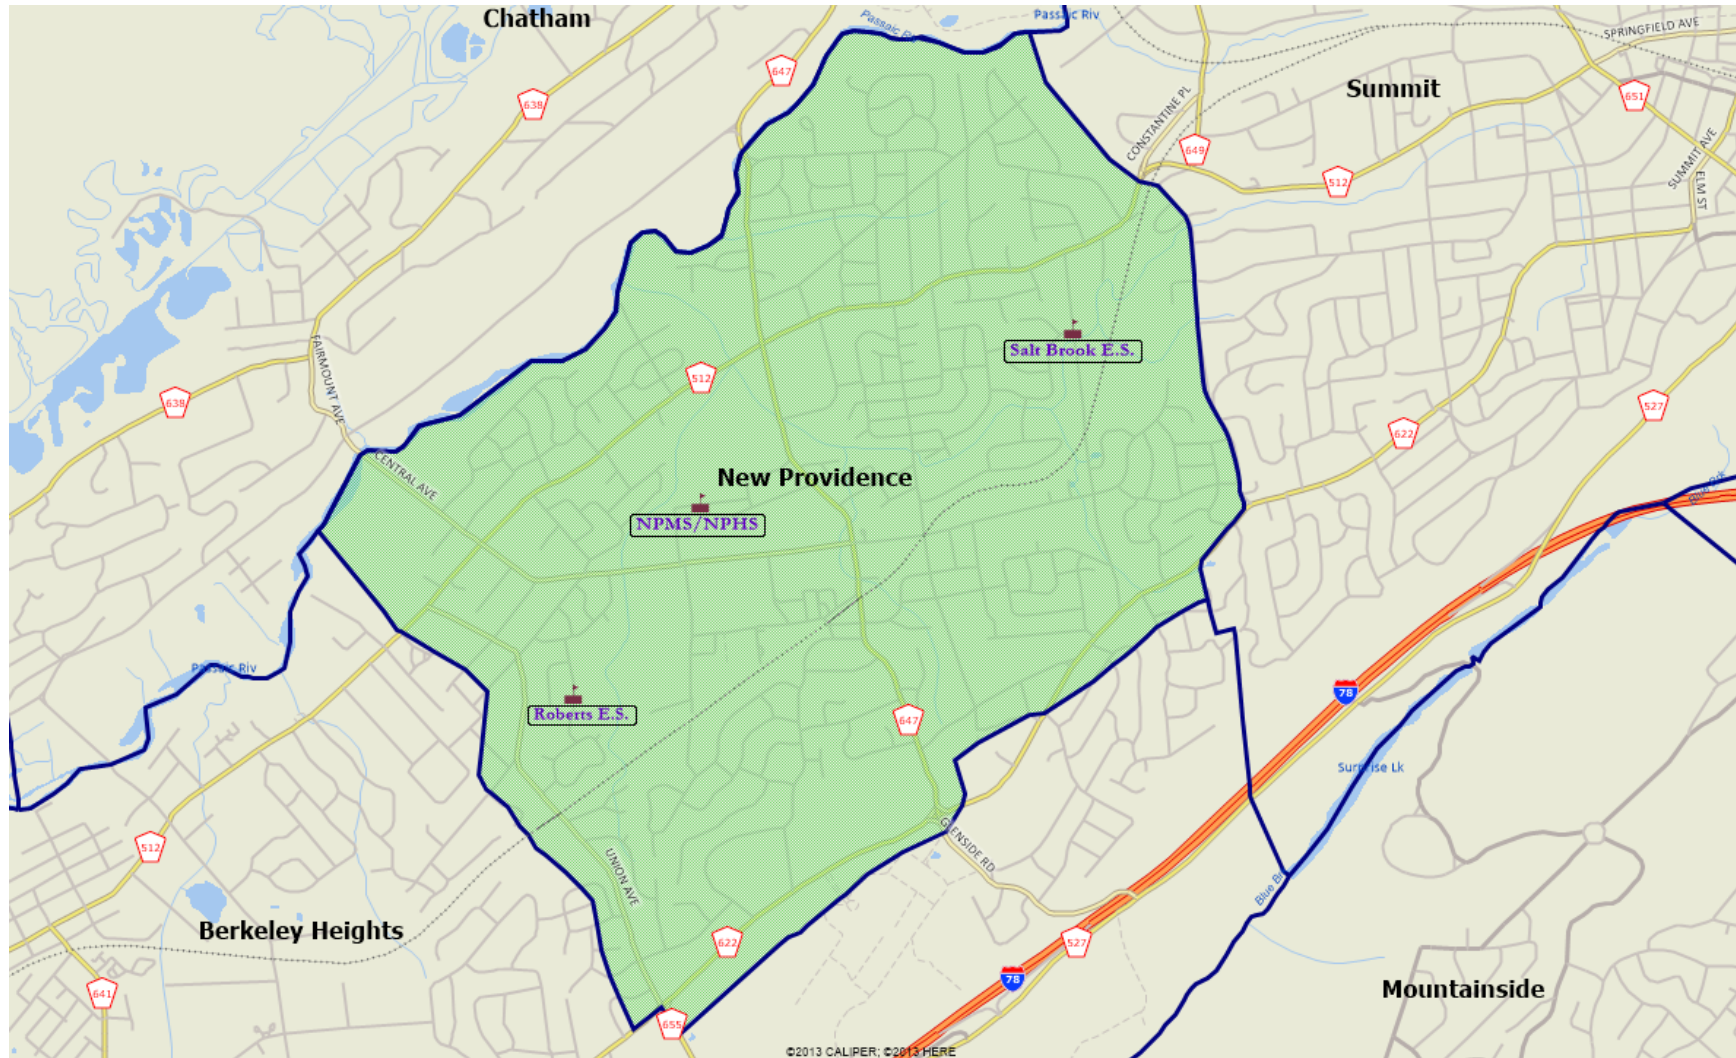 Chatham
Passaic Riv
Passaic Riv
SPRINGFIELD AVE
647
638
Summit
651
CONSTANTINE PL
649
512
SUMMIT AVE
ELM ST
Salt Brook E.S.
FAIRMOUNT AVE
512
638
527
622
CENTRAL AVE
New Providence
NPMS/NPHS
Blue Brk
Passaic Riv
78
Roberts E.S.
647
Surprise Lk
GLENSIDE RD
512
UNION AVE
Blue Br
Berkeley Heights
622
527
78
641
Mountainside
655
©2013 CALIPER; ©2013 HERE